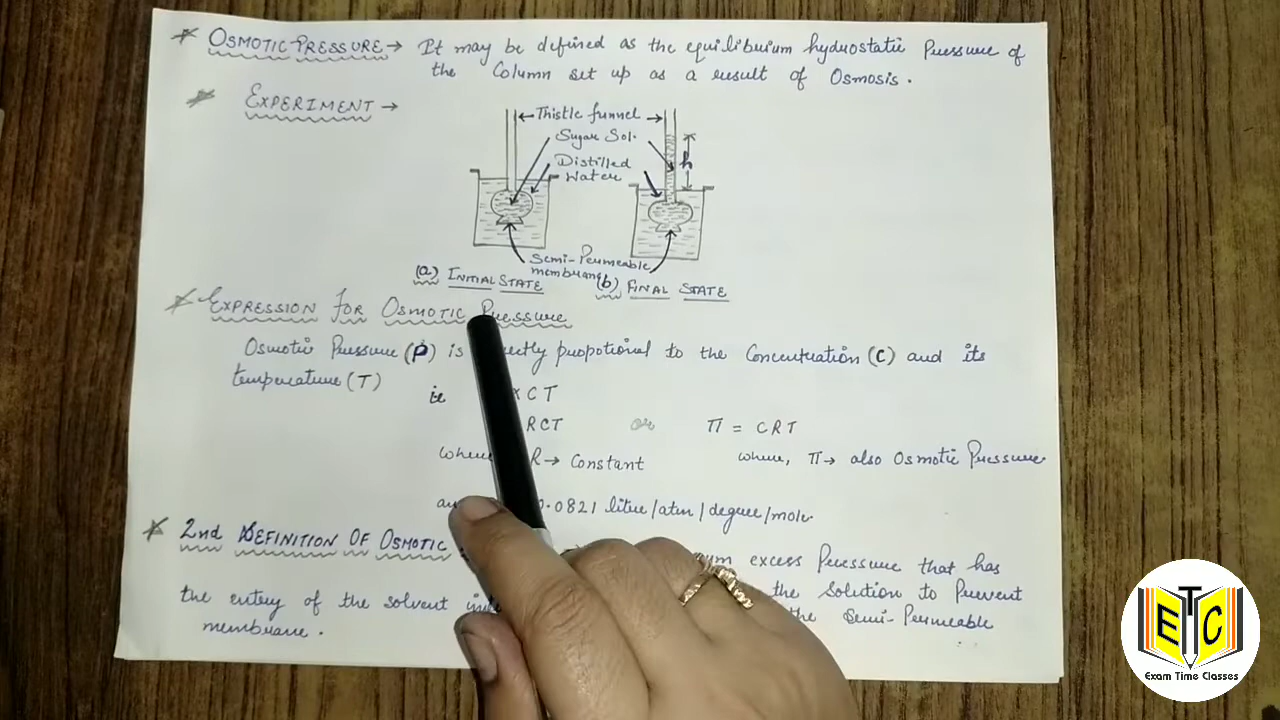 OSMOTIC PRESSURE → It may be defined as the equilibrium hydrostatic Pressure of
the Column set up as a result of Osmosis.
EXPERIMENT →
Thistle funnel
Sugar Sol.
Distilled
Water
h
Semi-Permeable
membrane
(a) INITIAL STATE
(b) FINAL STATE
EXPRESSION FOR OSMOTIC PRESSURE
Osmotic Pressure (P) is directly propotional to the Concentration (C) and its
temperature (T)
ie CT
RCT or π = CRT
where R → Constant where, π → also Osmotic Pressure
0.0821 litre/atm/degree/mole
2nd DEFINITION OF OSMOTIC excess Pressure that has
the solution to Prevent
the entry of the solvent the Semi-Permeable
membrane.
ETC
Exam Time Classes